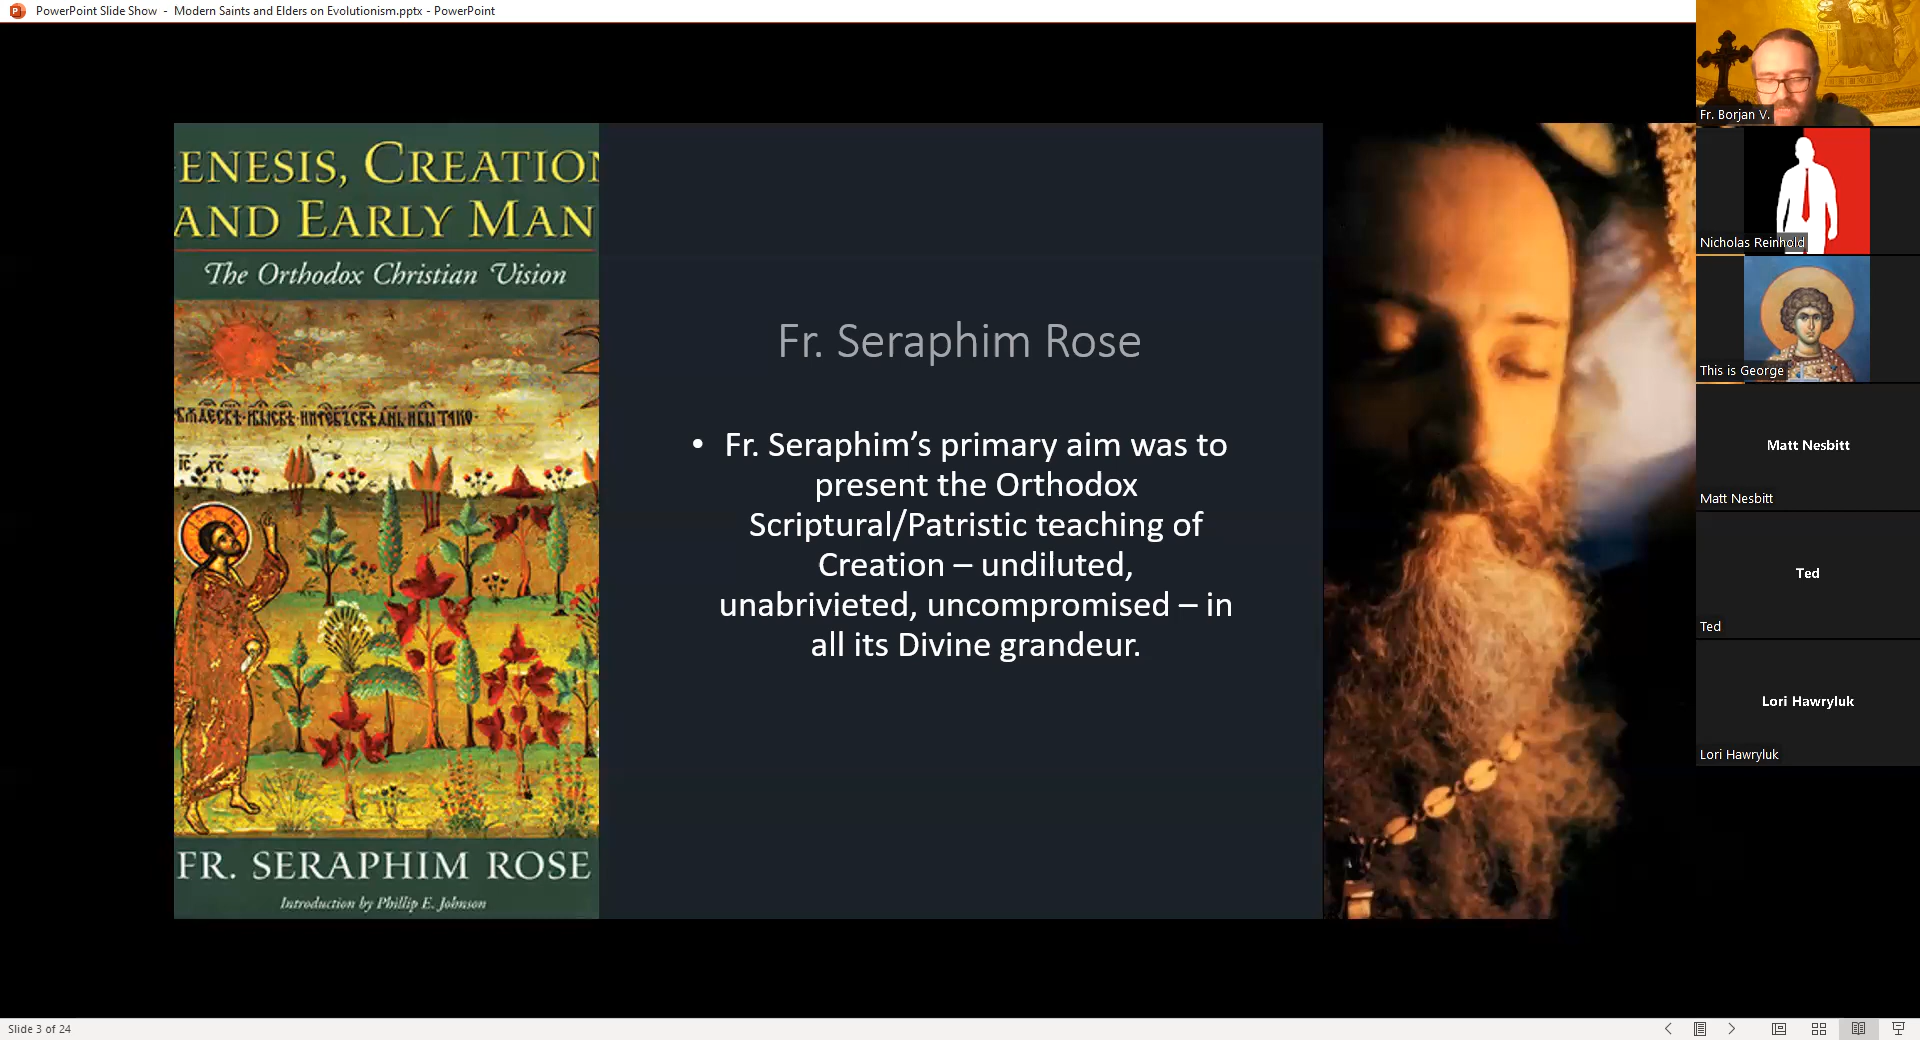 PowerPoint Slide Show - Modern Saints and Elders on Evolutionism.pptx - PowerPoint
ENESIS, CREATION
AND EARLY MAN
The Orthodox Christian Vision
FR. SERAPHIM ROSE
Introduction by Phillip E. Johnson
Fr. Seraphim Rose
• Fr. Seraphim’s primary aim was to
present the Orthodox
Scriptural/Patristic teaching of
Creation – undiluted,
unabrivieted, uncompromised – in
all its Divine grandeur.
Fr. Borjan V.
Nicholas Reinhold
This is George
Matt Nesbitt
Matt Nesbitt
Ted
Ted
Lori Hawryluk
Lori Hawryluk
Slide 3 of 24